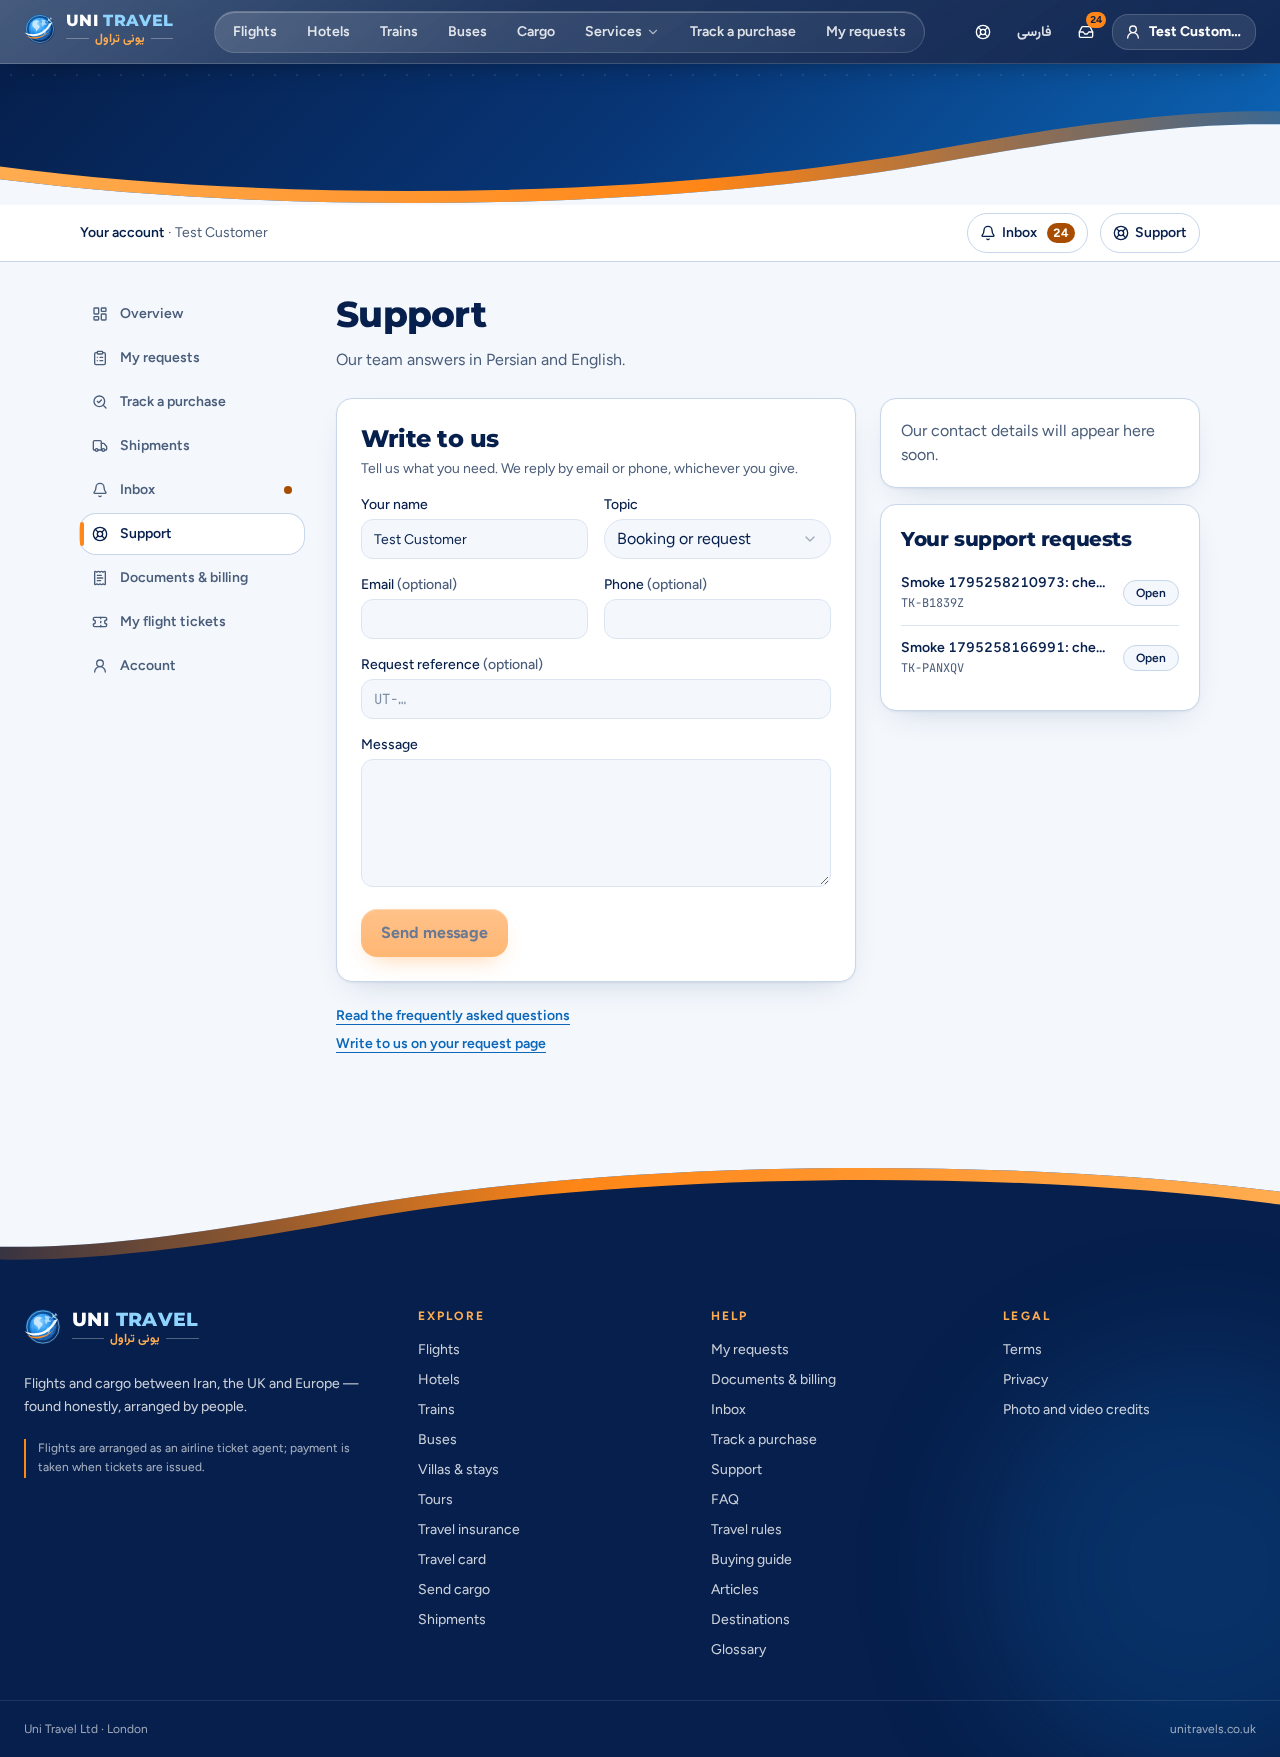 UNI TRAVEL
یونی تراول
Flights
Hotels
Trains
Buses
Cargo
Services
Track a purchase
My requests
فارسی
24
Test Custom...
Your account · Test Customer
Inbox 24
Support
Overview
My requests
Track a purchase
Shipments
Inbox
Support
Documents & billing
My flight tickets
Account
Support
Our team answers in Persian and English.
Write to us
Tell us what you need. We reply by email or phone, whichever you give.
Your name
Topic
Test Customer
Booking or request
Email (optional)
Phone (optional)
Request reference (optional)
UT-…
Message
Send message
Our contact details will appear here
soon.
Your support requests
Smoke 1795258210973: che...
TK-B1839Z
Open
Smoke 1795258166991: che...
TK-PANXQV
Open
Read the frequently asked questions
Write to us on your request page
UNI TRAVEL
یونی تراول
Flights and cargo between Iran, the UK and Europe —
found honestly, arranged by people.
Flights are arranged as an airline ticket agent; payment is
taken when tickets are issued.
EXPLORE
Flights
Hotels
Trains
Buses
Villas & stays
Tours
Travel insurance
Travel card
Send cargo
Shipments
HELP
My requests
Documents & billing
Inbox
Track a purchase
Support
FAQ
Travel rules
Buying guide
Articles
Destinations
Glossary
LEGAL
Terms
Privacy
Photo and video credits
Uni Travel Ltd · London
unitravels.co.uk